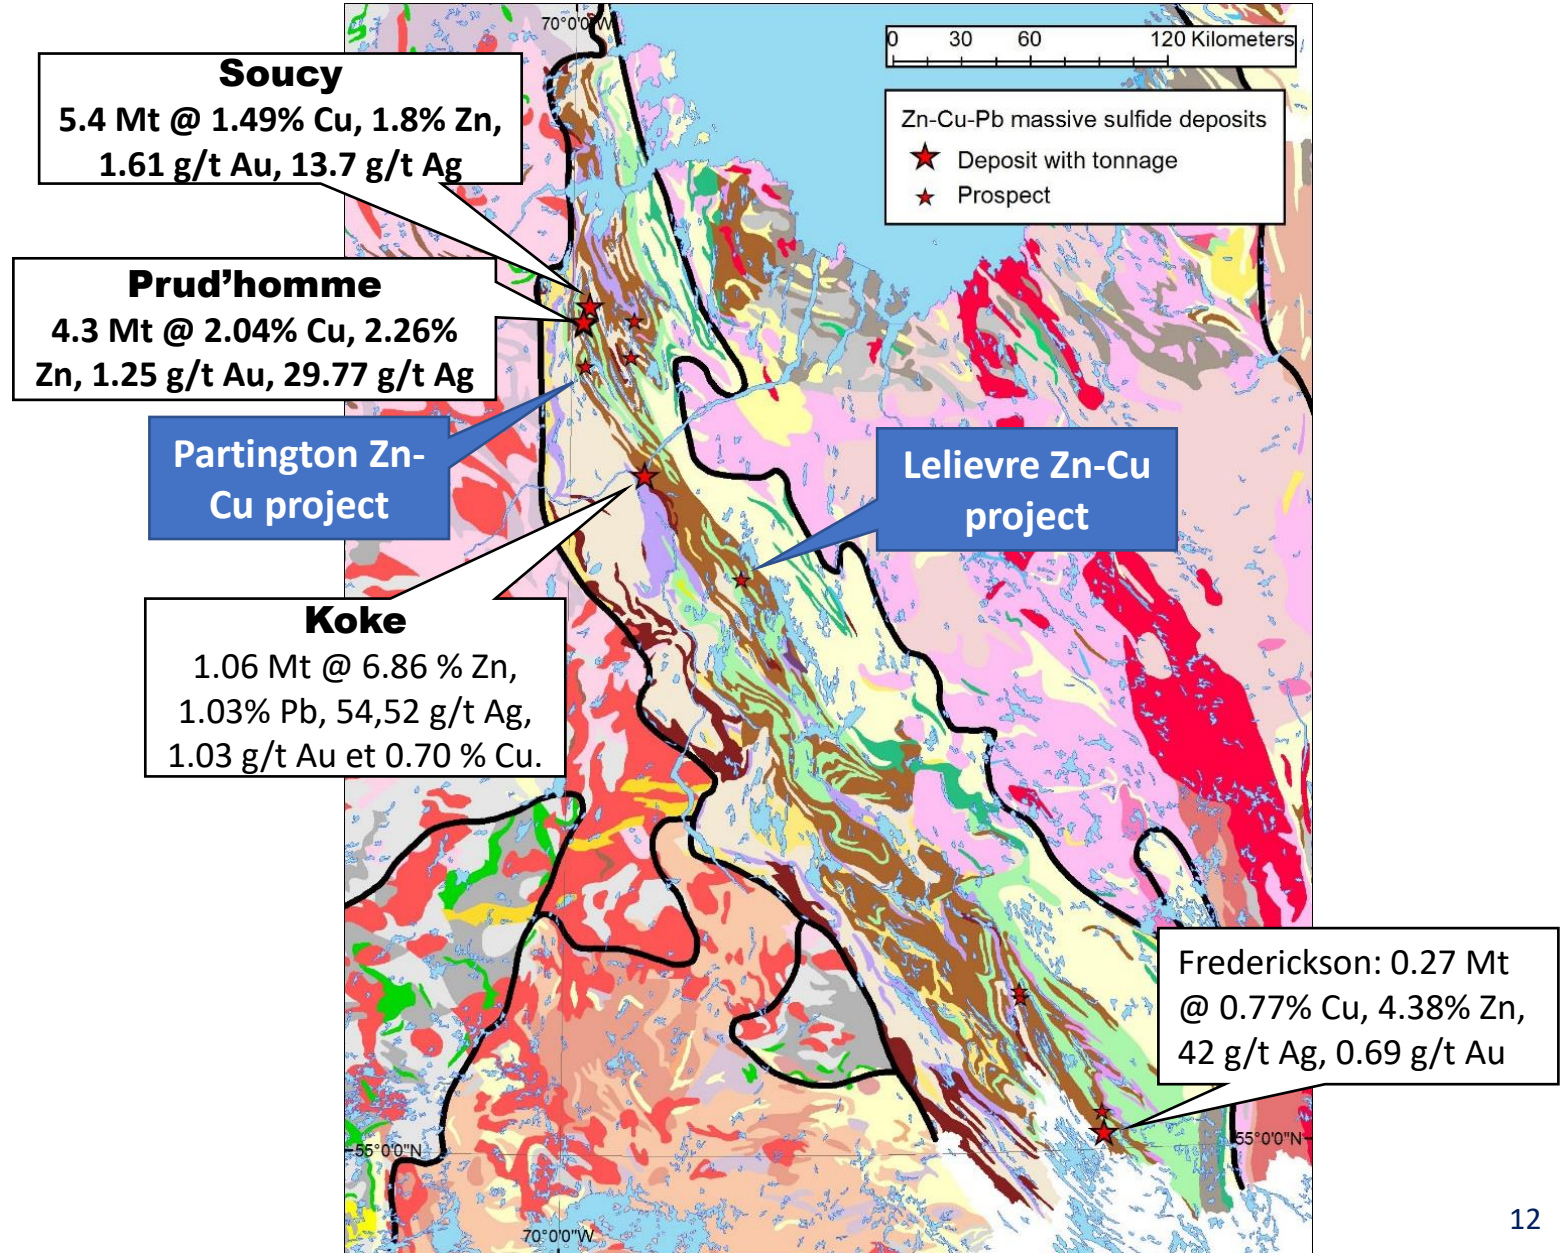 70°0'0"W
0 30 60 120 Kilometers
Zn-Cu-Pb massive sulfide deposits
Deposit with tonnage
Prospect
Soucy
5.4 Mt @ 1.49% Cu, 1.8% Zn,
1.61 g/t Au, 13.7 g/t Ag
Prud’homme
4.3 Mt @ 2.04% Cu, 2.26%
Zn, 1.25 g/t Au, 29.77 g/t Ag
Partington Zn-
Cu project
Lelievre Zn-Cu
project
Koke
1.06 Mt @ 6.86 % Zn,
1.03% Pb, 54,52 g/t Ag,
1.03 g/t Au et 0.70 % Cu.
Frederickson: 0.27 Mt
@ 0.77% Cu, 4.38% Zn,
42 g/t Ag, 0.69 g/t Au
55°0'0"N
55°0'0"N
70°0'0"W
12